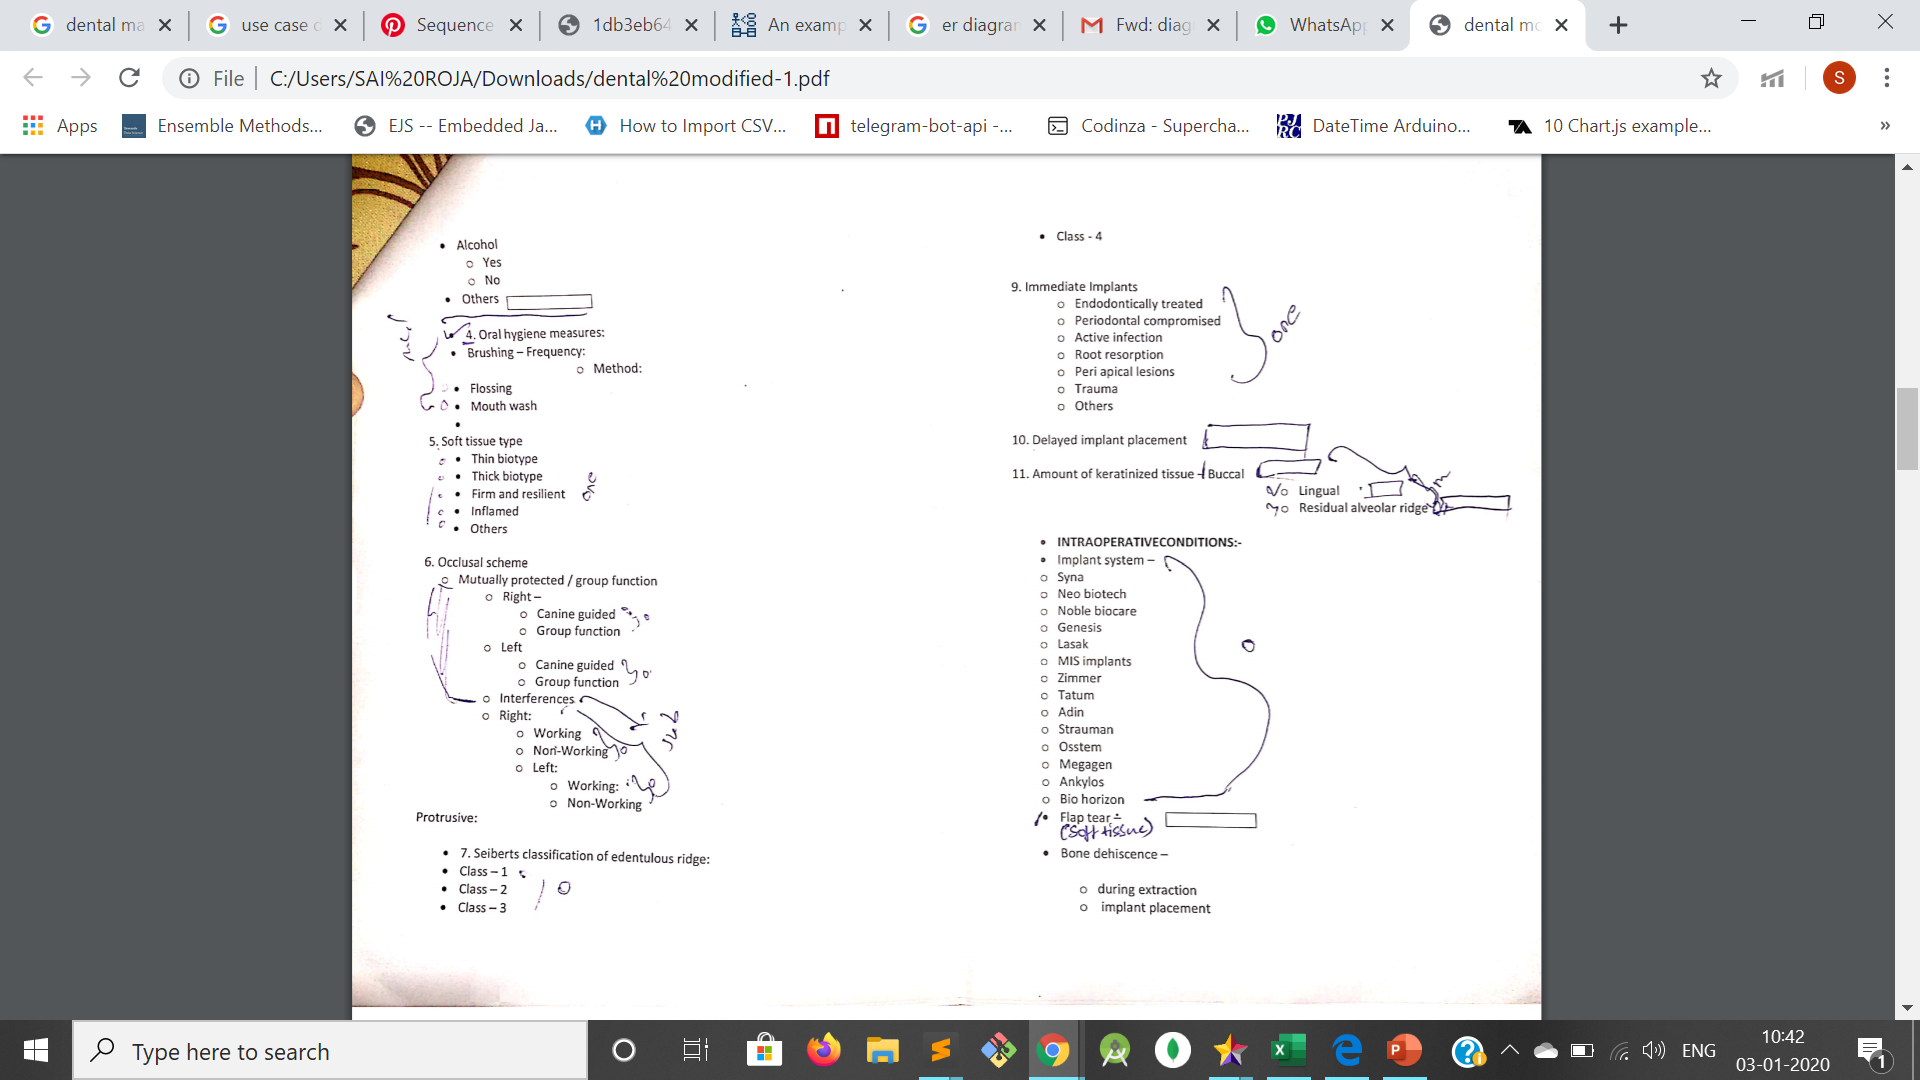 dental ma
use case d
Sequence
1db3eb64
An examp
er diagran
Fwd: diag
WhatsApp
dental mo
File
C:/Users/SAI%20ROJA/Downloads/dental%20modified-1.pdf
S
Apps
Ensemble Methods...
EJS -- Embedded Ja...
How to Import CSV...
telegram-bot-api -...
Codinza - Supercha...
DateTime Arduino...
10 Chart.js example...
»
• Alcohol
o Yes
o No
• Others
4. Oral hygiene measures:
• Brushing – Frequency:
o Method:
• Flossing
• Mouth wash
•
5. Soft tissue type
• Thin biotype
• Thick biotype
• Firm and resilient
one
• Inflamed
• Others
6. Occlusal scheme
o Mutually protected / group function
o Right –
o Canine guided
o Group function
o Left
o Canine guided
o Group function
o Interferences
o Right:
o Working
o Non-Working
o Left:
o Working:
o Non-Working
Protrusive:
• 7. Seiberts classification of edentulous ridge:
• Class – 1
• Class – 2
• Class – 3
• Class - 4
9. Immediate Implants
o Endodontically treated
o Periodontal compromised
o Active infection
one
o Root resorption
o Peri apical lesions
o Trauma
o Others
10. Delayed implant placement
11. Amount of keratinized tissue – Buccal
o Lingual
o Residual alveolar ridge
• INTRAOPERATIVECONDITIONS:-
• Implant system –
o Syna
o Neo biotech
o Noble biocare
o Genesis
o Lasak
o MIS implants
o Zimmer
o Tatum
o Adin
o Strauman
o Osstem
o Megagen
o Ankylos
o Bio horizon
• Flap tear –
(soft tissue)
• Bone dehiscence –
o during extraction
o implant placement
Type here to search
ENG
10:42
03-01-2020
1